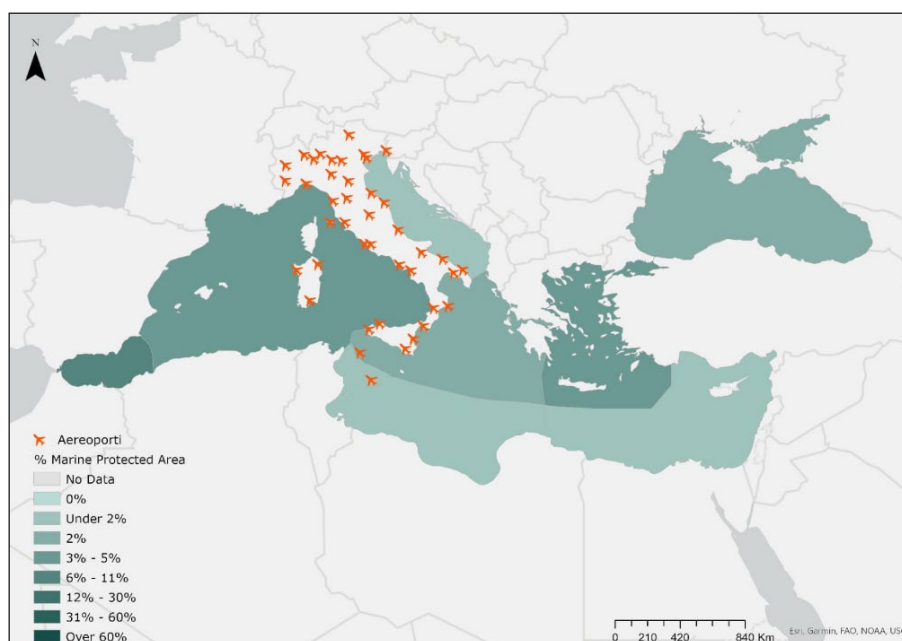 N
Aereoporti
% Marine Protected Area
No Data
0%
Under 2%
2%
3% - 5%
6% - 11%
12% - 30%
31% - 60%
Over 60%
0 210 420 840 Km
Esri, Garmin, FAO, NOAA, USG